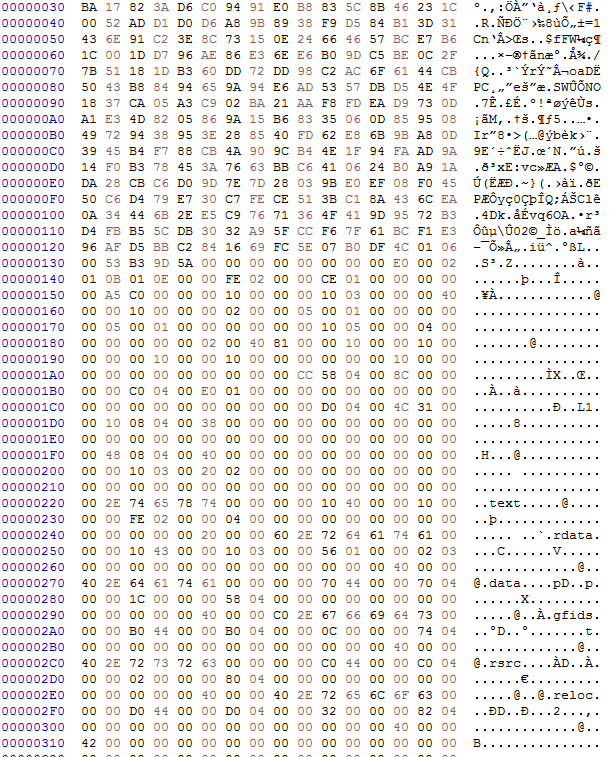 00000030 BA 17 82 3A D6 C0 94 91 E0 B8 83 5C 8B 46 23 1C º.‚:ÖÀ”‘à¸ƒ\‹F#.
00000040 00 52 AD D1 D0 D6 A8 9B 89 38 F9 D5 84 B1 3D 31
00000050 43 6E 91 C2 3E 8C 73 15 0E 24 66 46 57 BC E7 B6 Cn‘Â>Œs..$fFW¼ç¶
00000060 1C 00 1D D7 96 AE 86 E3 6E E6 B6 09 D5 BE 0C 2F
00000070 7B 51 18 1D B3 60 DD 72 DD 98 C2 AC 6F 61 44 CB {Q..³`ÝrÝ˜Â¬oaDË
00000080 50 43 B8 84 94 65 9A 94 E6 AD 53 57 DB D5 4E 4F
00000090 18 37 CA 05 A3 C9 02 BA 21 AA F8 FD EA D9 73 0D .7Ê.£É.º!ªøýêÙs.
000000A0 A1 E3 4D 82 05 86 9A 15 B6 83 35 06 0D 85 95 08 ¡ãM‚.†š.¶ƒ5..…•.
000000B0 49 72 94 38 95 3E 28 85 40 FD 62 E8 6B 9B BA 0D
000000C0 39 45 B4 F7 88 CB 4A 90 9C B4 4E 1F 94 FA AD 9A
000000D0 14 F0 B3 78 45 3A 76 63 BB C6 41 06 24 B0 A9 1A .ð³xE:vc»ÆA.$°©.
000000E0 DA 28 CB C6 D0 9D 7E 7D 28 03 9B E0 EF 08 F0 45 Ú(ËÆÐ.~}(.›àï.ðE
000000F0 50 C6 D4 79 E7 30 C7 FE CE 51 3B C1 8A 43 6C EA PÆÔyç0ÇþÎQ;ÁŠClê
00000100 0A 34 44 6B 2E E5 C9 76 71 36 4F 41 9D 95 72 B3 .4Dk.åÉvq6OA.•r³
00000110 D4 FB B5 5C DB 30 32 A9 5F CC F6 7F 61 BC F1 E3 Ôûµ\Û02©_Ìö.a¼ñã
00000120 96 AF D5 BB C2 84 16 89 FC 5E 07 B0 DF 4C 01 06 –¯Õ»Â„.‰ü^.°ßL..
00000130 00 53 B3 9D 5A 00 00 00 00 00 00 00 00 E0 00 02 .S³.Z........à..
00000140 01 0B 01 0E 00 00 FE 02 00 00 CE 01 00 00 00 00 ......þ...Î.....
00000150 00 A5 C0 00 00 00 10 00 00 00 10 03 00 00 00 40 .¥À............@
00000160 00 00 10 00 00 00 02 00 00 05 00 01 00 00 00 00 ................
00000170 00 05 00 01 00 00 00 00 00 00 10 05 00 00 04 00 ................
00000180 00 00 00 00 00 02 00 40 81 00 00 10 00 00 10 00 .......@........
00000190 00 00 00 10 00 00 10 00 00 00 00 00 00 10 00 00 ................
000001A0 00 00 00 00 00 00 00 00 00 CC 58 04 00 8C 00 00 .........ÌX..Œ..
000001B0 00 00 C0 04 00 E0 01 00 00 00 00 00 00 00 00 00 ..À..à..........
000001C0 00 00 00 00 00 00 00 00 00 00 D0 04 00 4C 31 00 ..........Ð..L1.
000001D0 00 10 08 04 00 38 00 00 00 00 00 00 00 00 00 00 .....8..........
000001E0 00 00 00 00 00 00 00 00 00 00 00 00 00 00 00 00 ................
000001F0 00 48 08 04 00 40 00 00 00 00 00 00 00 00 00 00 .H...@..........
00000200 00 00 10 03 00 20 02 00 00 00 00 00 00 00 00 00 ..... ..........
00000210 00 00 00 00 00 00 00 00 00 00 00 00 00 00 00 00 ................
00000220 00 2E 74 65 78 74 00 00 00 00 10 40 00 00 10 00 ..text.....@....
00000230 00 00 FE 02 00 00 04 00 00 00 00 00 00 00 00 00 ..þ.............
00000240 00 00 00 00 00 20 00 00 60 2E 72 64 61 74 61 00 ..... ..`.rdata.
00000250 00 00 10 43 00 00 10 03 00 00 56 01 00 00 02 03 ...C......V.....
00000260 00 00 00 00 00 00 00 00 00 00 00 00 00 40 00 00 .............@..
00000270 40 2E 64 61 74 61 00 00 00 00 70 44 00 00 70 04 @.data....pD..p.
00000280 00 00 1C 00 00 00 58 04 00 00 00 00 00 00 00 00 ......X.........
00000290 00 00 00 00 00 40 00 00 C0 2E 67 66 69 64 73 00 .....@..À.gfids.
000002A0 00 00 B0 44 00 00 B0 04 00 00 0C 00 00 00 74 04 ..°D..°.......t.
000002B0 00 00 00 00 00 00 00 00 00 00 00 00 00 40 00 00 .............@..
000002C0 40 2E 72 73 72 63 00 00 00 00 C0 44 00 00 C0 04 @.rsrc....ÀD..À.
000002D0 00 00 02 00 00 00 80 04 00 00 00 00 00 00 00 00 ......€.........
000002E0 00 00 00 00 00 40 00 00 40 2E 72 65 6C 6F 63 00 .....@..@.reloc.
000002F0 00 00 D0 44 00 00 D0 04 00 00 32 00 00 00 82 04 ..ÐD..Ð...2...‚.
00000300 00 00 00 00 00 00 00 00 00 00 00 00 00 40 00 00 .............@..
00000310 42 00 00 00 00 00 00 00 00 00 00 00 00 00 00 00 B...............